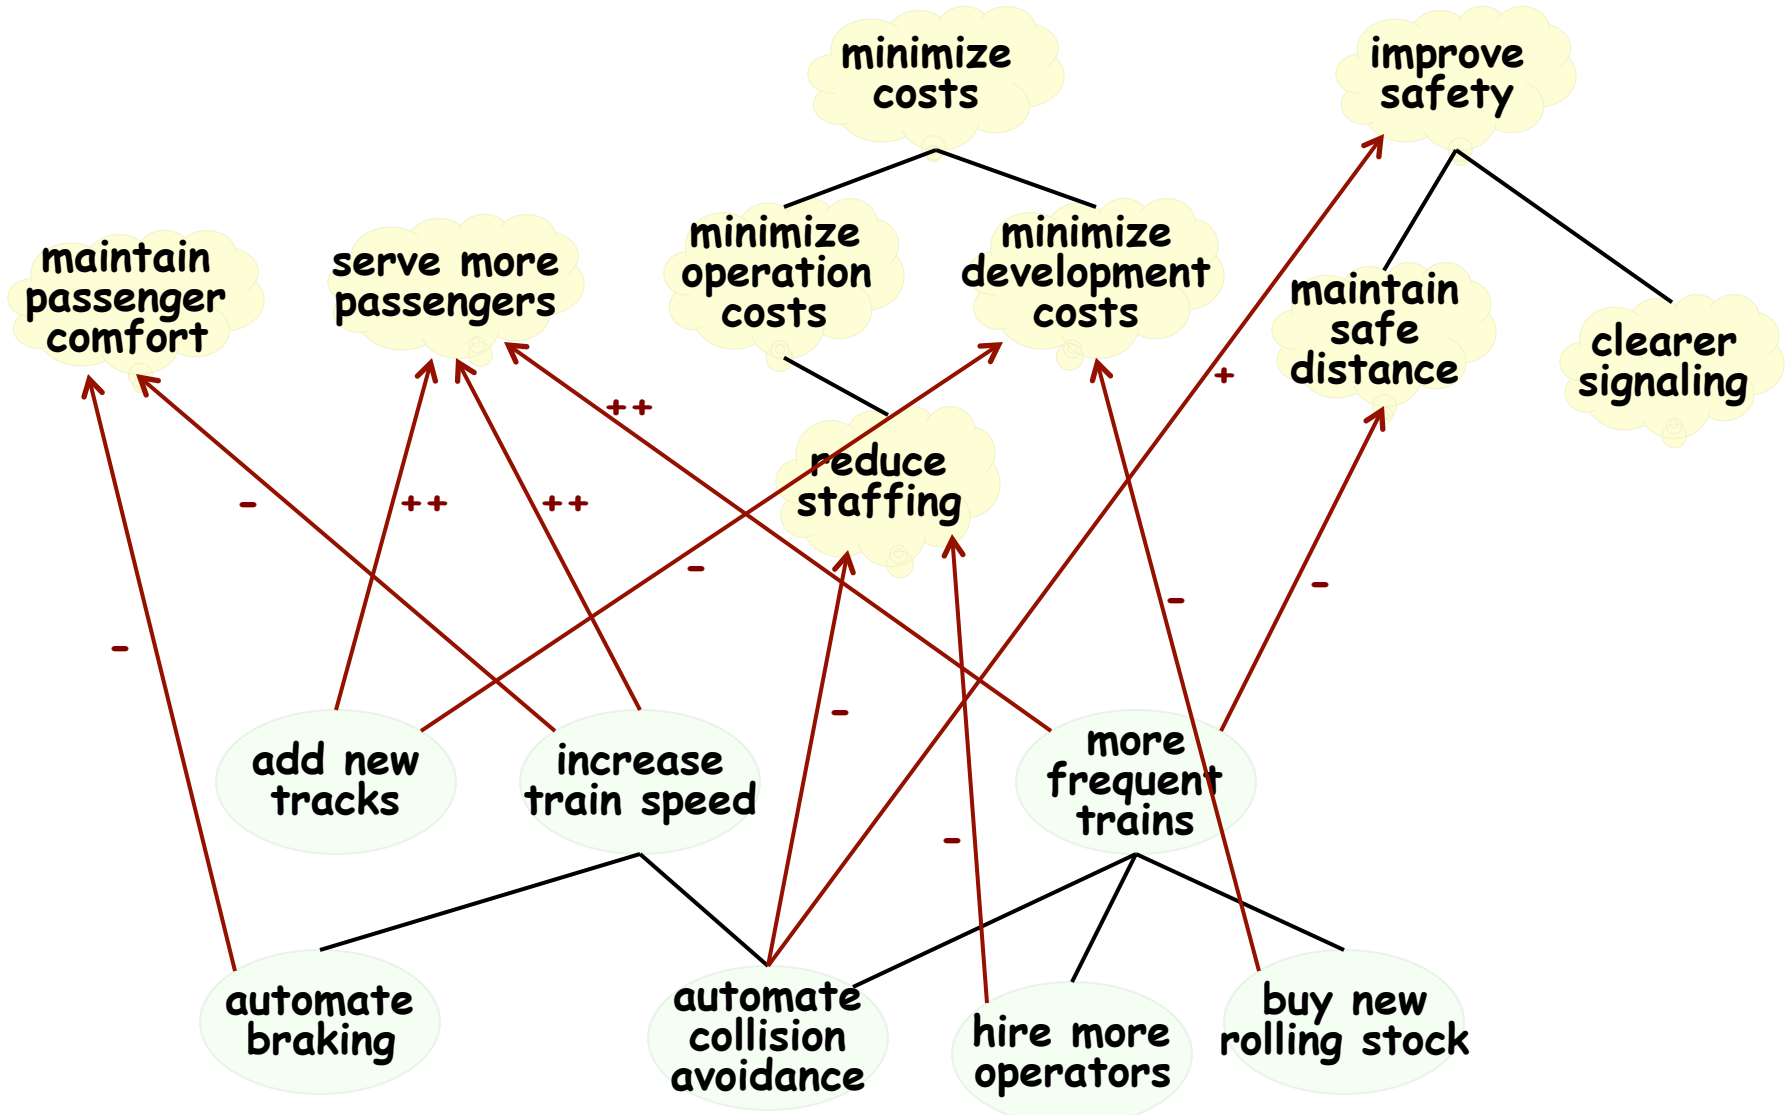 minimize
costs
improve
safety
maintain
passenger
comfort
serve more
passengers
minimize
operation
costs
minimize
development
costs
maintain
safe
distance
clearer
signaling
+
++
reduce
staffing
-
++
++
-
-
-
-
-
add new
tracks
increase
train speed
more
frequent
trains
-
automate
braking
automate
collision
avoidance
hire more
operators
buy new
rolling stock